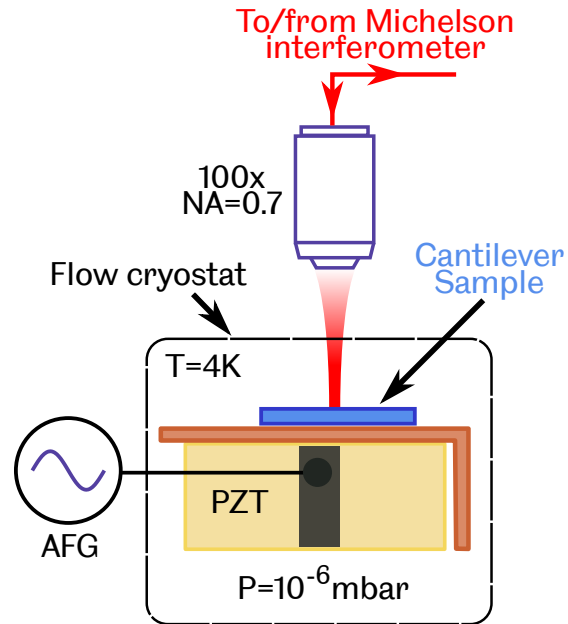 To/from Michelson
interferometer
100x
NA=0.7
Flow cryostat
Cantilever
Sample
T=4K
PZT
AFG
P=10⁻⁶mbar